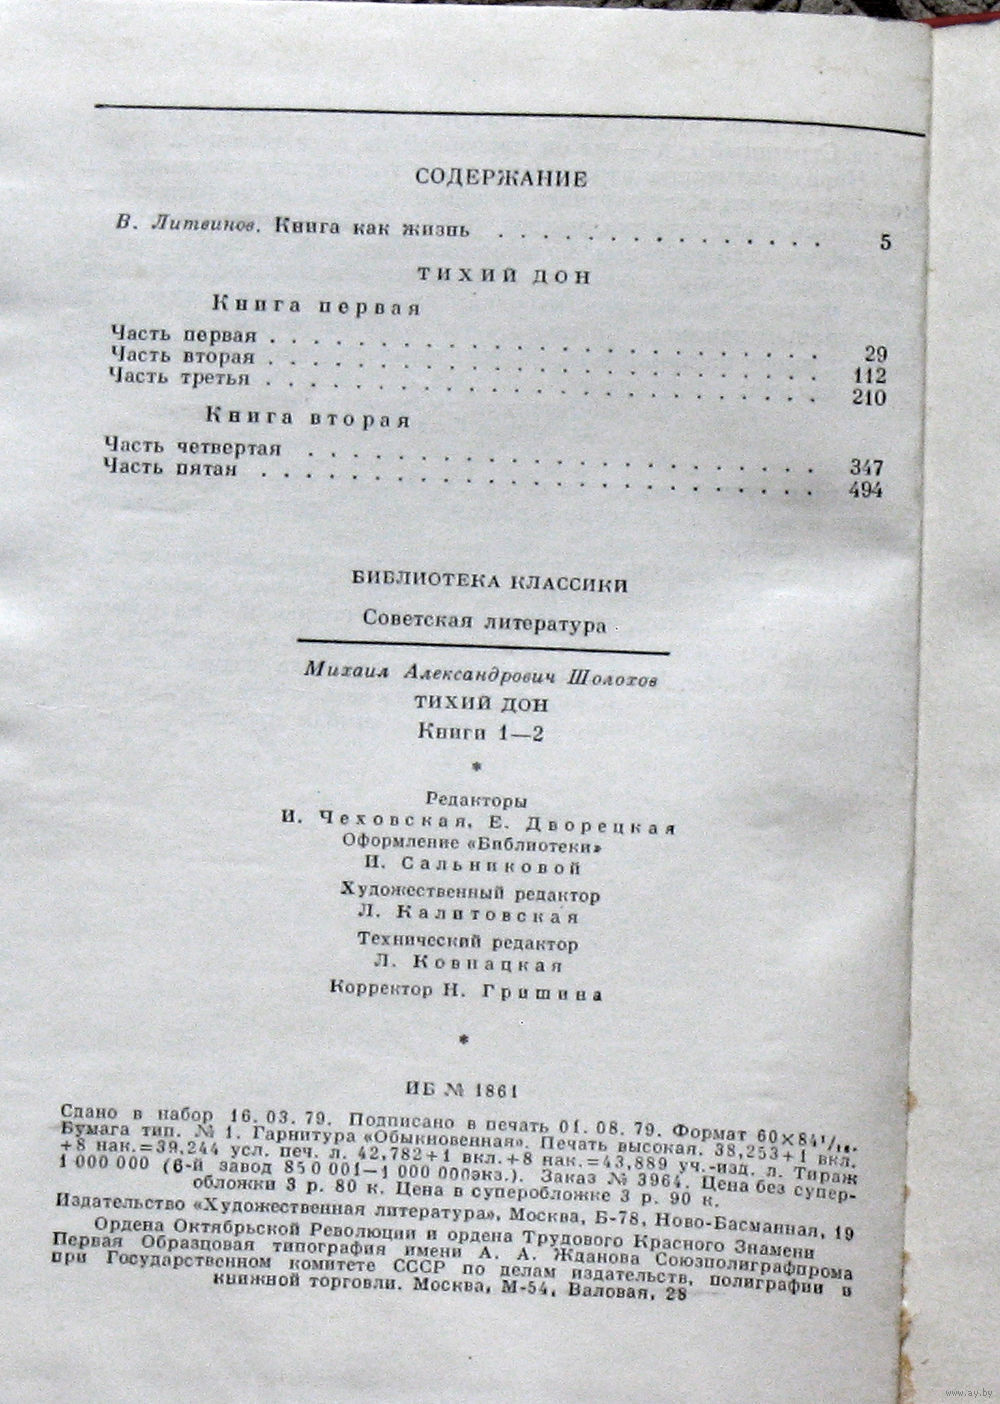 СОДЕРЖАНИЕ
В. Литвинов. Книга как жизнь . . . . . . . . . . . . . . . 5
ТИХИЙ ДОН
Книга первая
Часть первая . . . . . . . . . . . . . . . . . . . . . . . . . 29
Часть вторая . . . . . . . . . . . . . . . . . . . . . . . . . 112
Часть третья . . . . . . . . . . . . . . . . . . . . . . . . . 210
Книга вторая
Часть четвертая . . . . . . . . . . . . . . . . . . . . . . . 347
Часть пятая . . . . . . . . . . . . . . . . . . . . . . . . . 494
БИБЛИОТЕКА КЛАССИКИ
Советская литература
Михаил Александрович Шолохов
ТИХИЙ ДОН
Книги 1—2
*
Редакторы
И. Чеховская, Е. Дворецкая
Оформление «Библиотеки»
И. Сальниковой
Художественный редактор
Л. Калитовская
Технический редактор
Л. Ковнацкая
Корректор Н. Гришина
*
ИБ № 1861
Сдано в набор 16.03.79. Подписано в печать 01.08.79. Формат 60×84¹/₁₆.
Бумага тип. № 1. Гарнитура «Обыкновенная». Печать высокая. 38,253+1 вкл.
+8 нак.=39,244 усл. печ. л. 42,782+1 вкл.+8 нак.=43,889 уч.-изд. л. Тираж
1 000 000 (6-й завод 850 001—1 000 000экз.). Заказ № 3964. Цена без супер-
обложки 3 р. 80 к. Цена в суперобложке 3 р. 90 к.
Издательство «Художественная литература», Москва, Б-78, Ново-Басманная, 19
Ордена Октябрьской Революции и ордена Трудового Красного Знамени
Первая Образцовая типография имени А. А. Жданова Союзполиграфпрома
при Государственном комитете СССР по делам издательств, полиграфии и
книжной торговли. Москва, М-54, Валовая, 28
www.ay.by